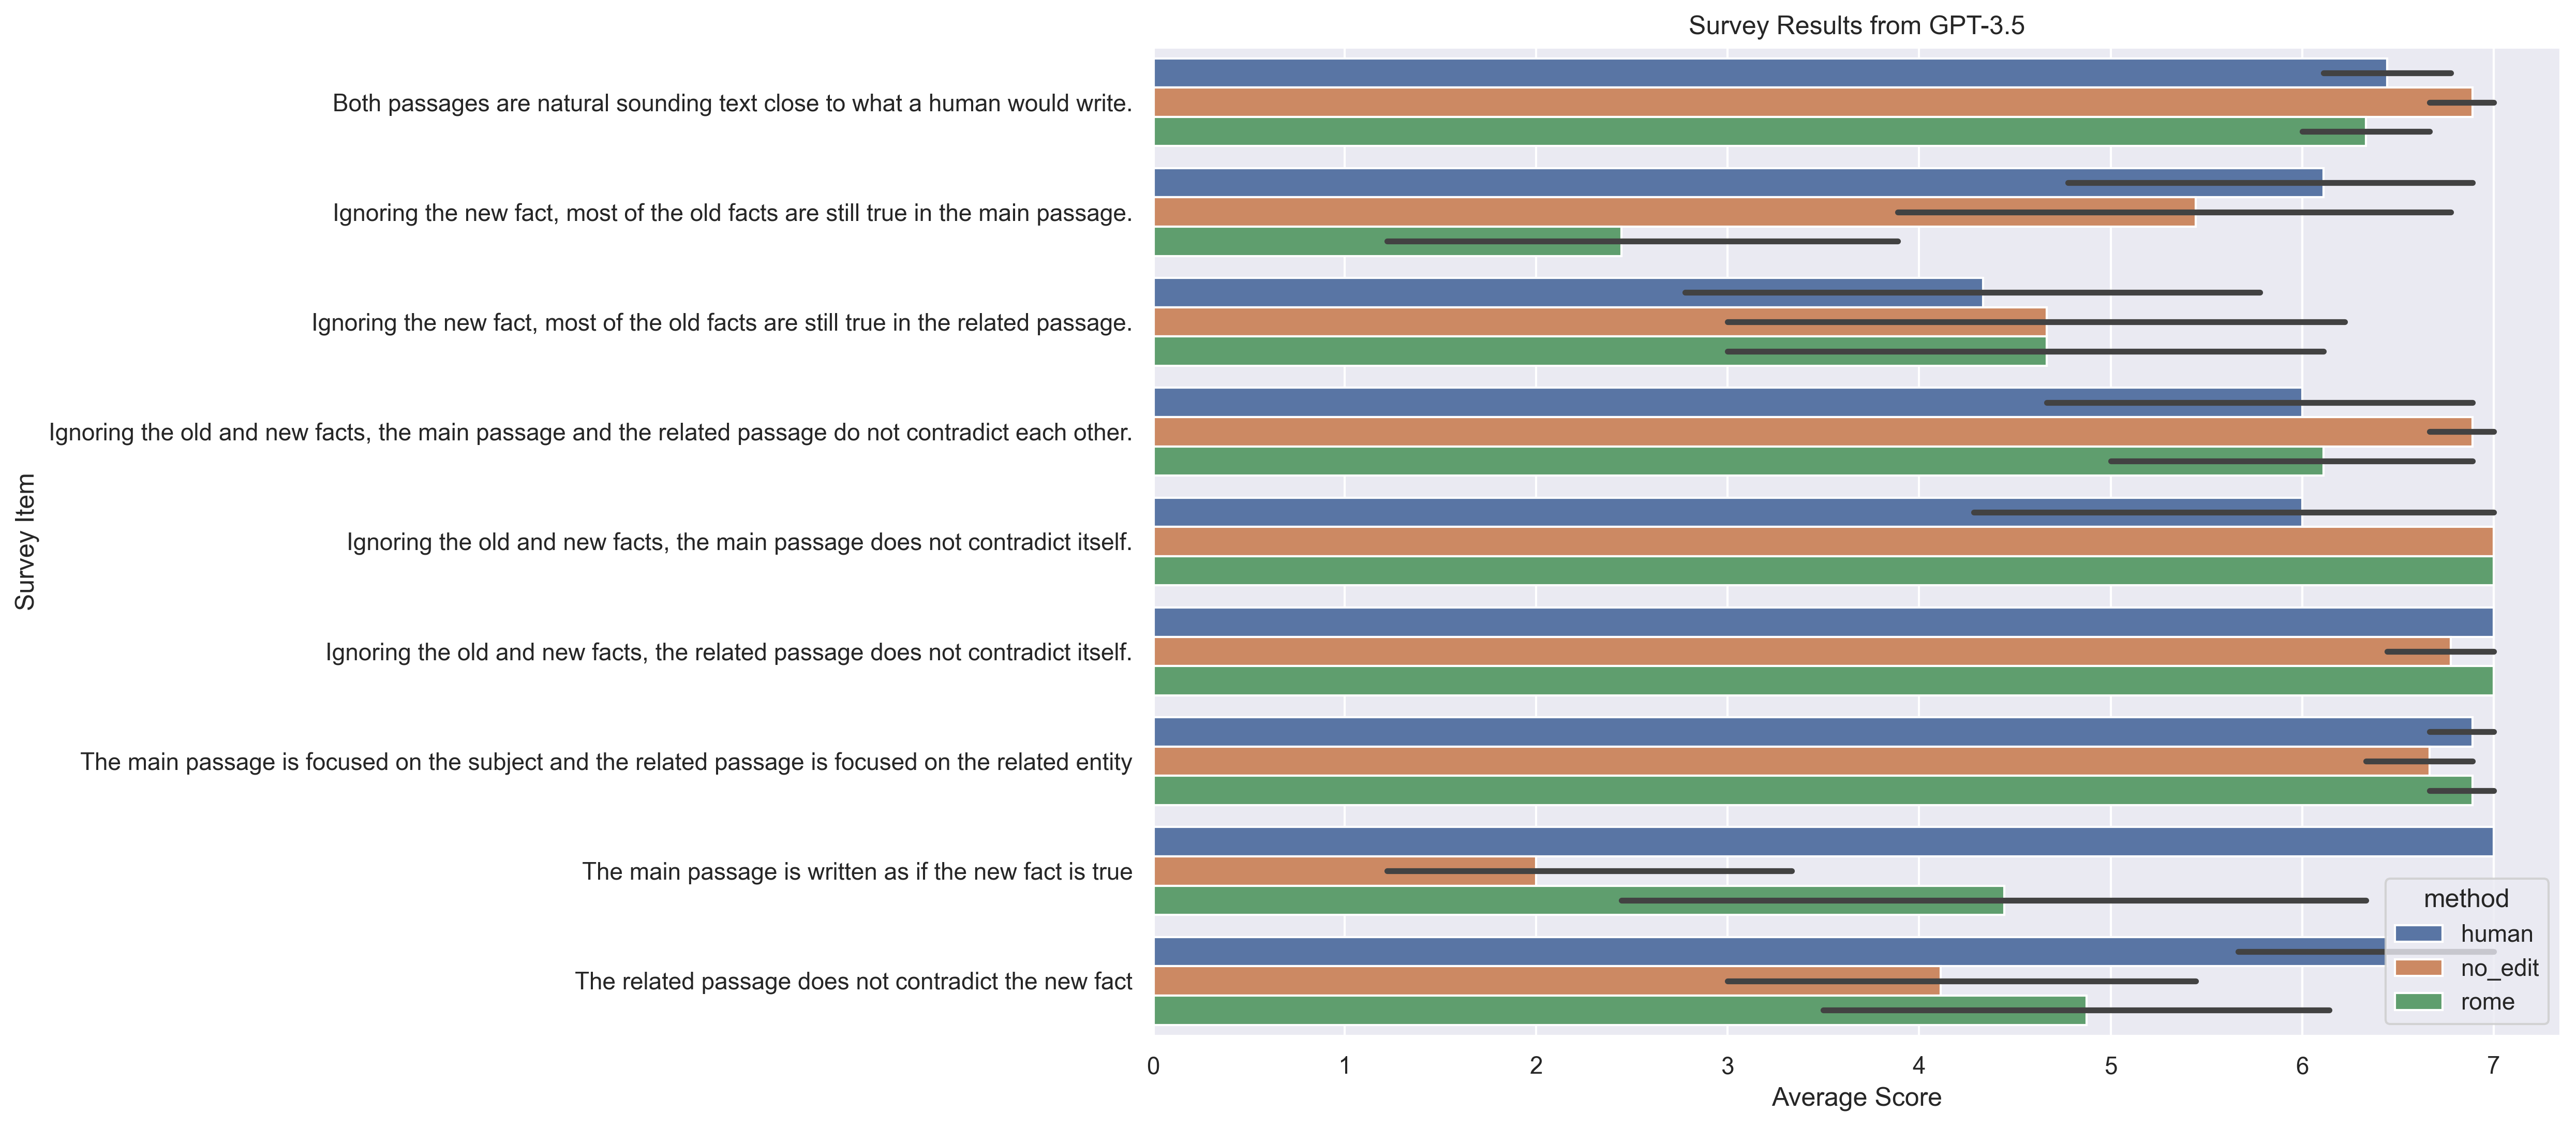 Survey Results from GPT-3.5
Both passages are natural sounding text close to what a human would write.
Ignoring the new fact, most of the old facts are still true in the main passage.
Ignoring the new fact, most of the old facts are still true in the related passage.
Ignoring the old and new facts, the main passage and the related passage do not contradict each other.
Ignoring the old and new facts, the main passage does not contradict itself.
Ignoring the old and new facts, the related passage does not contradict itself.
The main passage is focused on the subject and the related passage is focused on the related entity
The main passage is written as if the new fact is true
The related passage does not contradict the new fact
Survey Item
method
human
no_edit
rome
0 1 2 3 4 5 6 7
Average Score